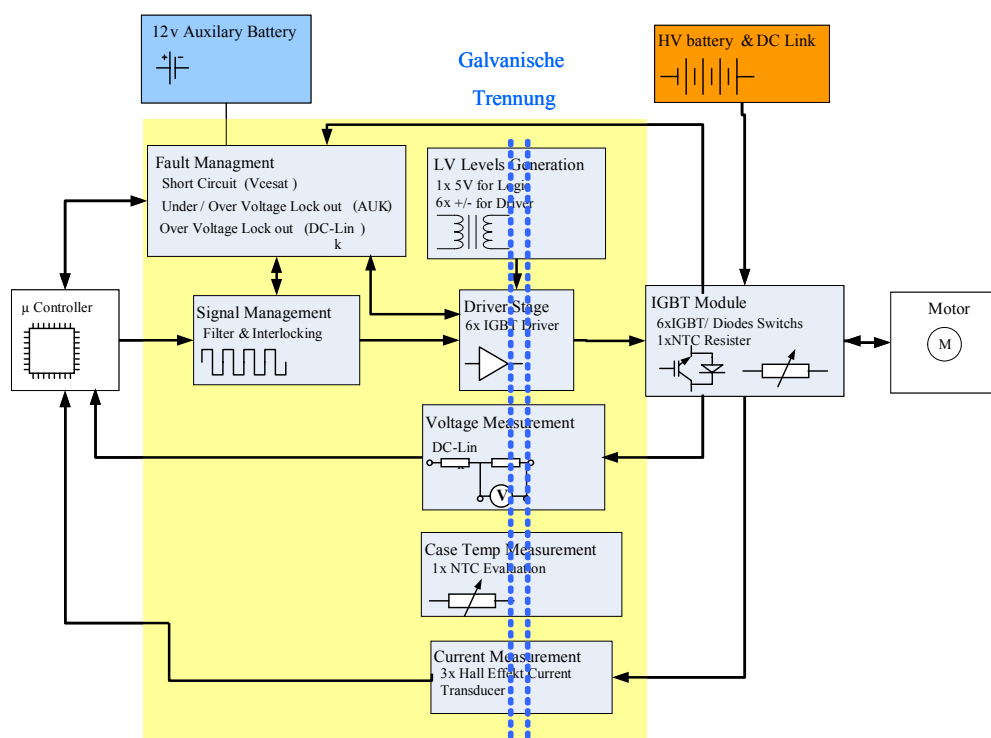 12v Auxilary Battery
+ -
HV battery & DC Link
Galvanische
Trennung
Fault Managment
Short Circuit (Vcesat )
Under / Over Voltage Lock out (AUK)
Over Voltage Lock out (DC-Lin )
k
LV Levels Generation
1x 5V for Logic
6x +/- for Driver
µ Controller
Signal Management
Filter & Interlocking
Driver Stage
6x IGBT Driver
IGBT Module
6xIGBT/ Diodes Switchs
1xNTC Resister
Motor
M
Voltage Measurement
DC-Lin
V
Case Temp Measurement
1x NTC Evaluation
Current Measurement
3x Hall Effekt Current
Transducer